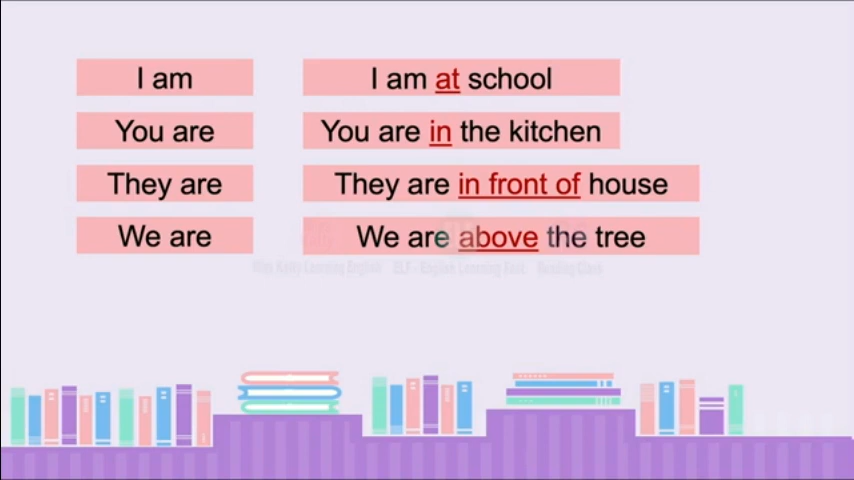 I am
I am at school
You are
You are in the kitchen
They are
They are in front of house
We are
We are above the tree